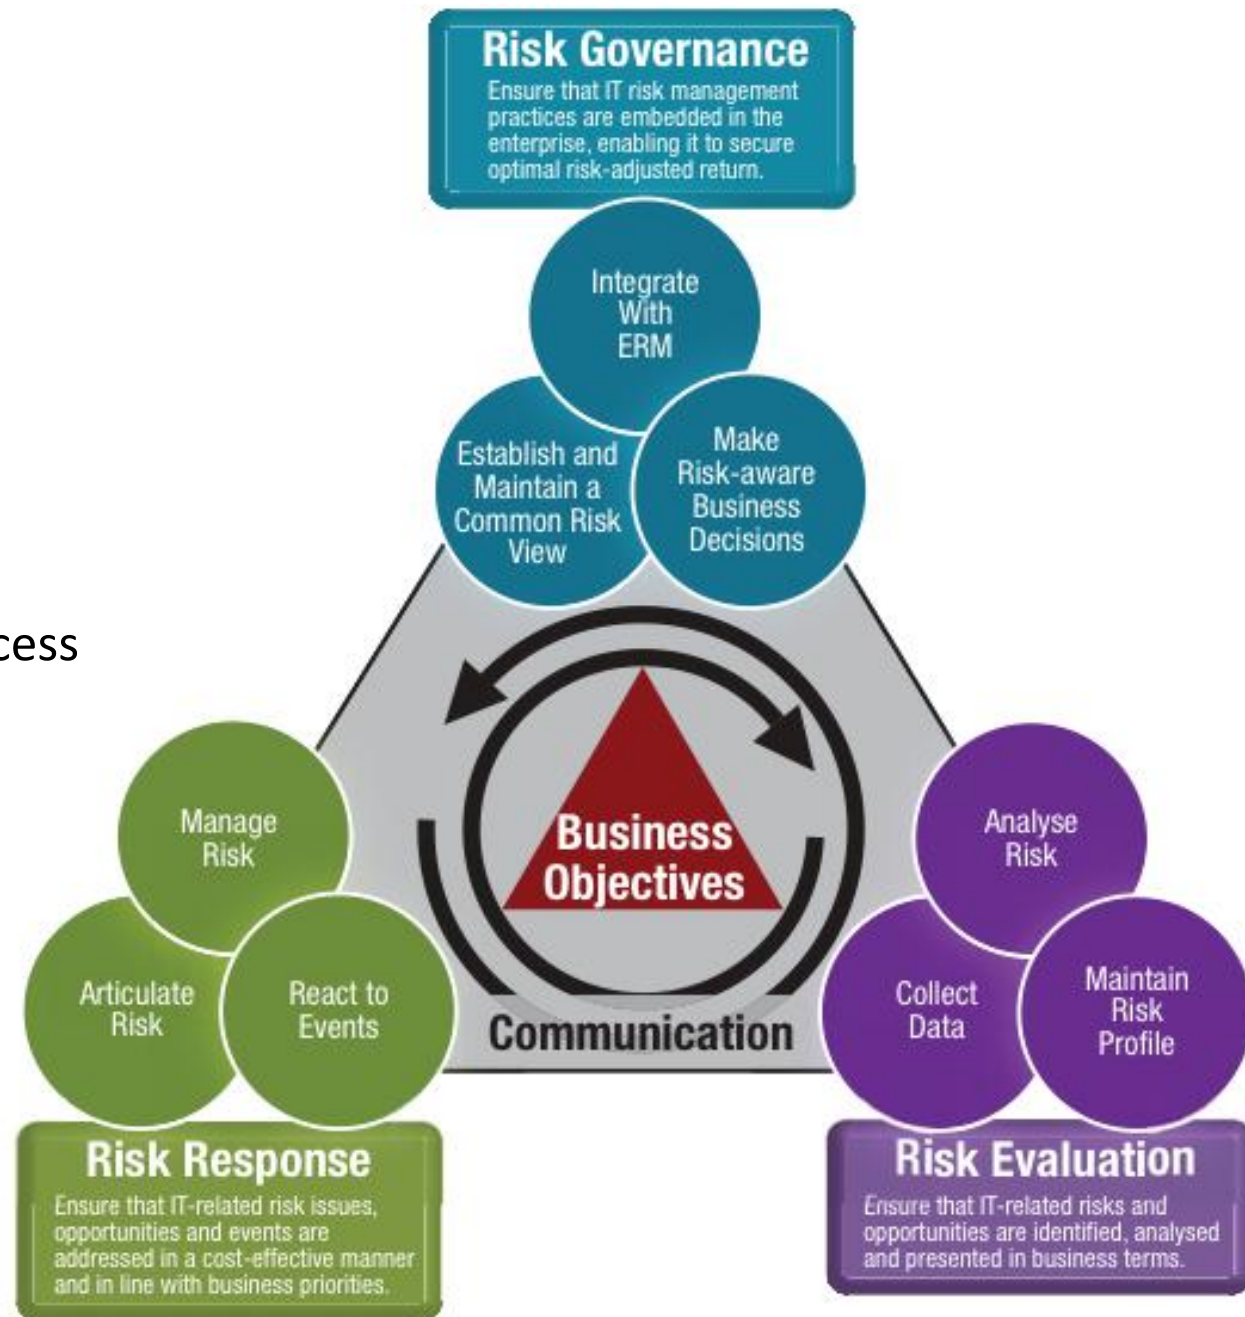 Risk Governance
Ensure that IT risk management
practices are embedded in the
enterprise, enabling it to secure
optimal risk-adjusted return.
Integrate
With
ERM
Establish and
Maintain a
Common Risk
View
Make
Risk-aware
Business
Decisions
cess
Manage
Risk
Analyse
Risk
Business
Objectives
Articulate
Risk
React to
Events
Collect
Data
Maintain
Risk
Profile
Communication
Risk Response
Ensure that IT-related risk issues,
opportunities and events are
addressed in a cost-effective manner
and in line with business priorities.
Risk Evaluation
Ensure that IT-related risks and
opportunities are identified, analysed
and presented in business terms.